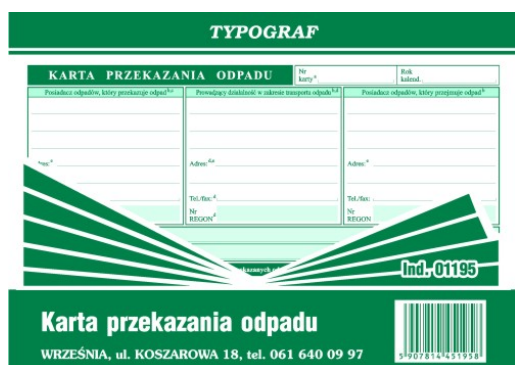 TYPOGRAF
KARTA PRZEKAZANIA ODPADU
Nr
karty
Rok
kalend.
Posiadacz odpadów, który przekazuje odpad b,c
Prowadzący działalność w zakresie transportu odpadu b,d
Posiadacz odpadów, który przejmuje odpad b
Adres:
Adres:
Adres:
Tel./fax:
Tel./fax:
Nr
REGON
Nr
REGON
Ind. 01195
Karta przekazania odpadu
WRZEŚNIA, ul. KOSZAROWA 18, tel. 061 640 09 97
5 907814 451958